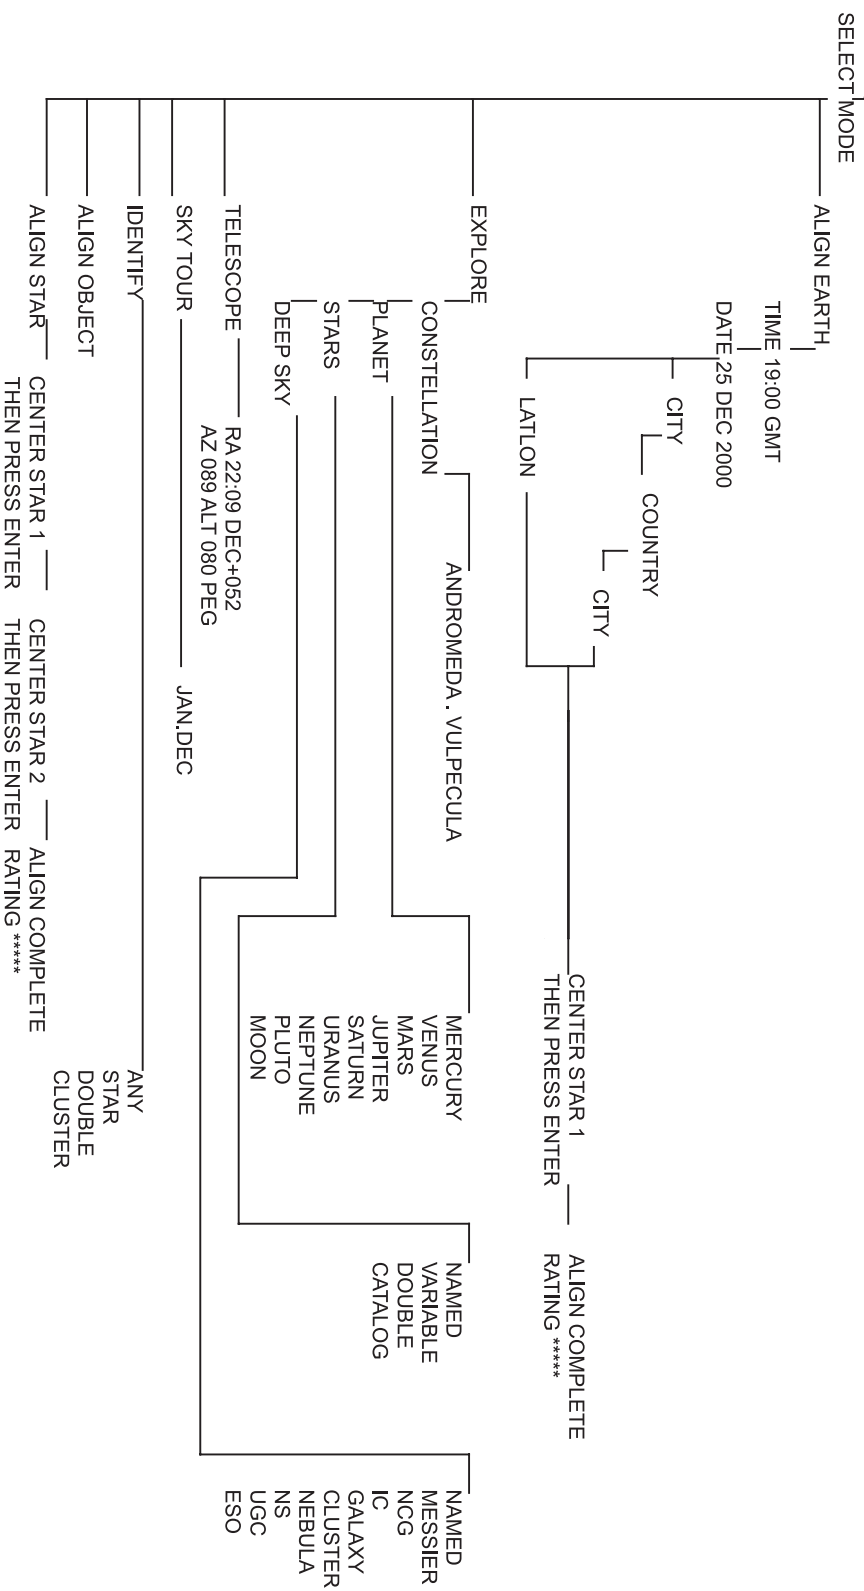 SELECT MODE
ALIGN EARTH
TIME 19:00 GMT
DATE 25 DEC 2000
CITY
COUNTRY
CITY
LATLON
CENTER STAR 1
THEN PRESS ENTER
ALIGN COMPLETE
RATING *****
EXPLORE
CONSTELLATION
ANDROMEDA . VULPECULA
PLANET
MERCURY
VENUS
MARS
JUPITER
SATURN
URANUS
NEPTUNE
PLUTO
MOON
STARS
NAMED
VARIABLE
DOUBLE
CATALOG
DEEP SKY
NAMED
MESSIER
NCG
IC
GALAXY
CLUSTER
NEBULA
NS
UGC
ESO
TELESCOPE
RA 22:09 DEC+052
AZ 089 ALT 080 PEG
SKY TOUR
JAN.DEC
IDENTIFY
ANY
STAR
DOUBLE
CLUSTER
ALIGN OBJECT
ALIGN STAR
CENTER STAR 1
THEN PRESS ENTER
CENTER STAR 2
THEN PRESS ENTER
ALIGN COMPLETE
RATING *****